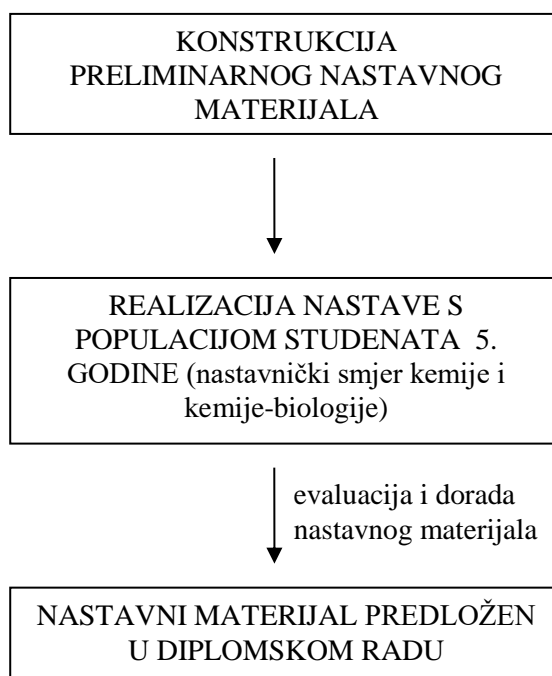 KONSTRUKCIJA
PRELIMINARNOG NASTAVNOG
MATERIJALA
REALIZACIJA NASTAVE S
POPULACIJOM STUDENATA 5.
GODINE (nastavnički smjer kemije i
kemije-biologije)
evaluacija i dorada
nastavnog materijala
NASTAVNI MATERIJAL PREDLOŽEN
U DIPLOMSKOM RADU